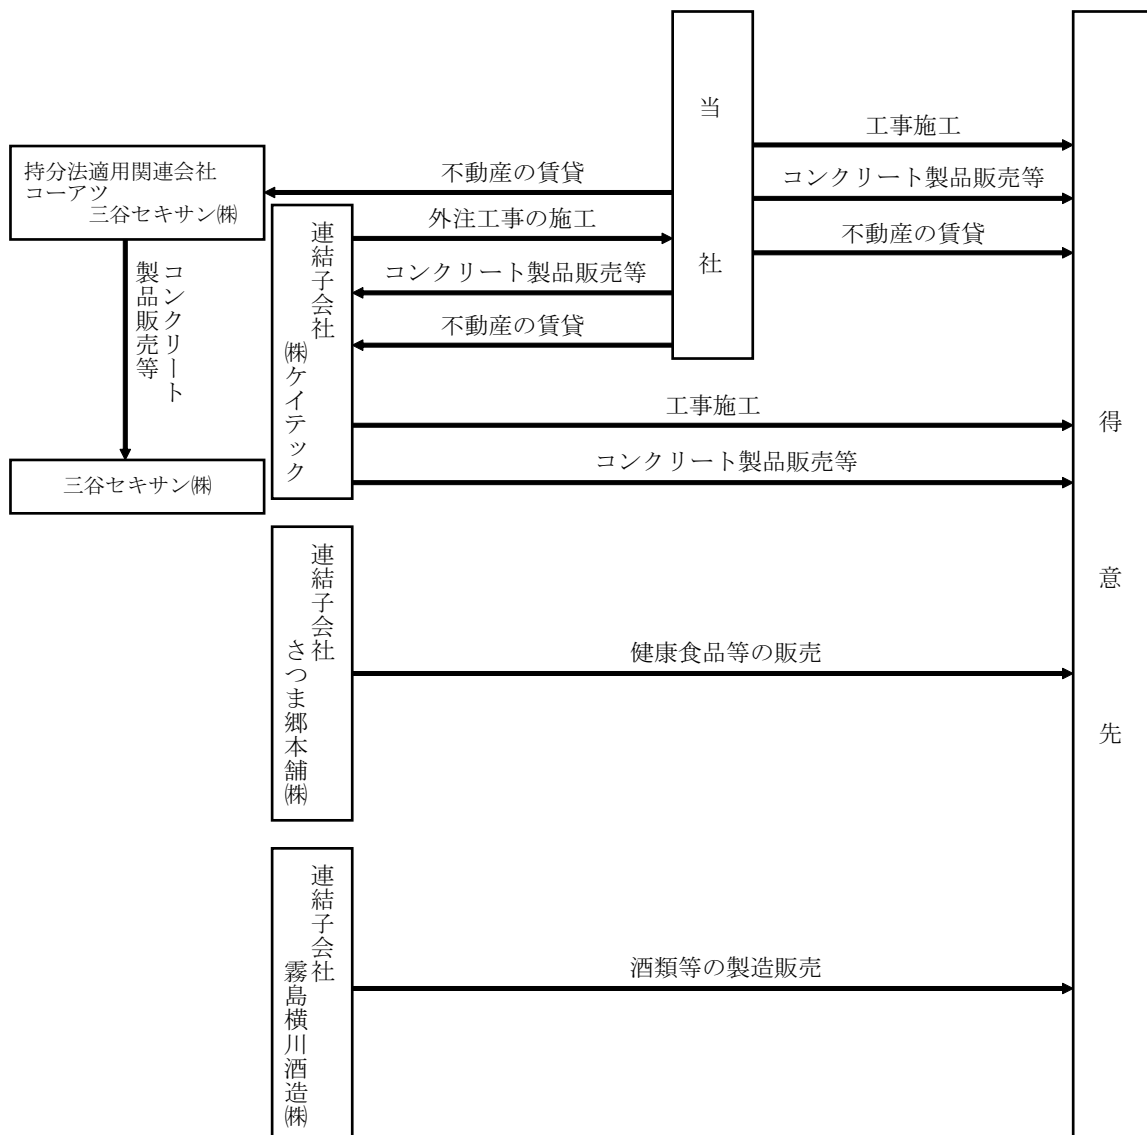 当社
工事施工
コンクリート製品販売等
不動産の賃貸
持分法適用関連会社
コーアツ
三谷セキサン㈱
不動産の賃貸
外注工事の施工
コンクリート製品販売等
不動産の賃貸
コンクリート
製品販売等
連結子会社
㈱ケイテック
工事施工
コンクリート製品販売等
三谷セキサン㈱
得意先
連結子会社
さつま郷本舗㈱
健康食品等の販売
連結子会社
霧島横川酒造㈱
酒類等の製造販売